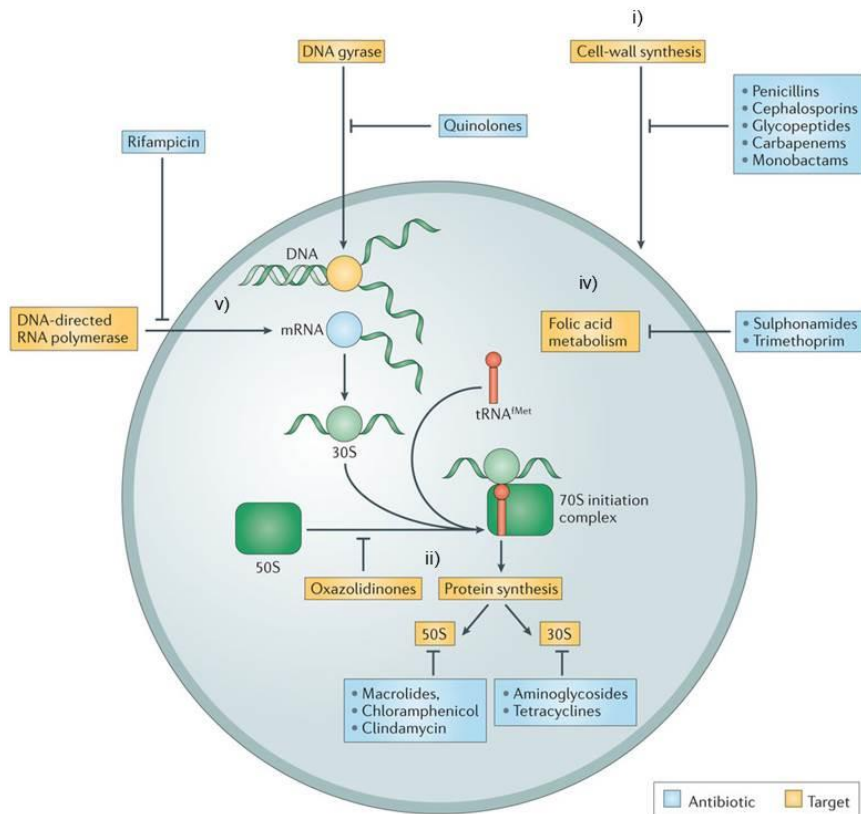 i)
DNA gyrase
Cell-wall synthesis
• Penicillins
• Cephalosporins
• Glycopeptides
• Carbapenems
• Monobactams
Quinolones
Rifampicin
DNA
iv)
v)
DNA-directed
RNA polymerase
mRNA
Folic acid
metabolism
• Sulphonamides
• Trimethoprim
tRNAfMet
30S
70S initiation
complex
50S
ii)
Oxazolidinones
Protein synthesis
50S
30S
• Macrolides,
• Chloramphenicol
• Clindamycin
• Aminoglycosides
• Tetracyclines
Antibiotic
Target